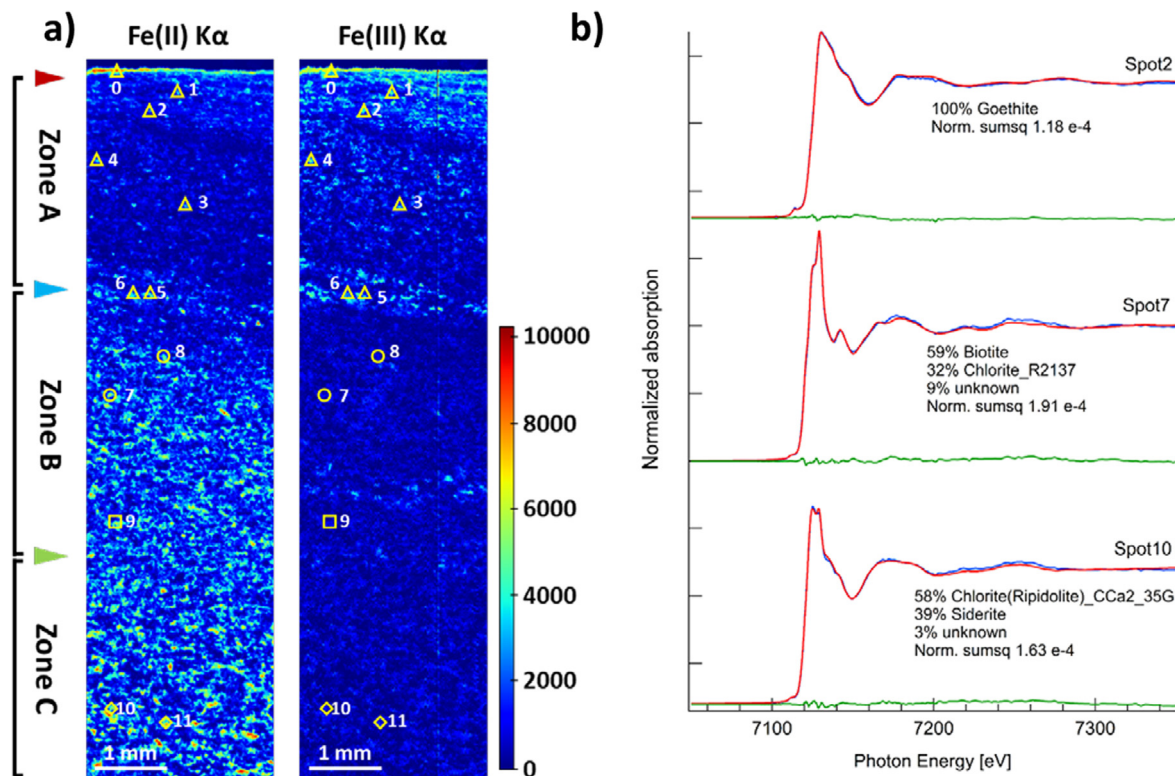 a)
Fe(II) Kα
Fe(III) Kα
Zone A
Zone B
Zone C
0
1
2
4
3
6
5
8
7
9
10
11
1 mm
0
1
2
4
3
6
5
8
7
9
10
11
1 mm
10000
8000
6000
4000
2000
0
b)
Normalized absorption
Spot2
100% Goethite
Norm. sumsq 1.18 e-4
Spot7
59% Biotite
32% Chlorite_R2137
9% unknown
Norm. sumsq 1.91 e-4
Spot10
58% Chlorite(Ripidolite)_CCa2_35G
39% Siderite
3% unknown
Norm. sumsq 1.63 e-4
7100
7200
7300
Photon Energy [eV]